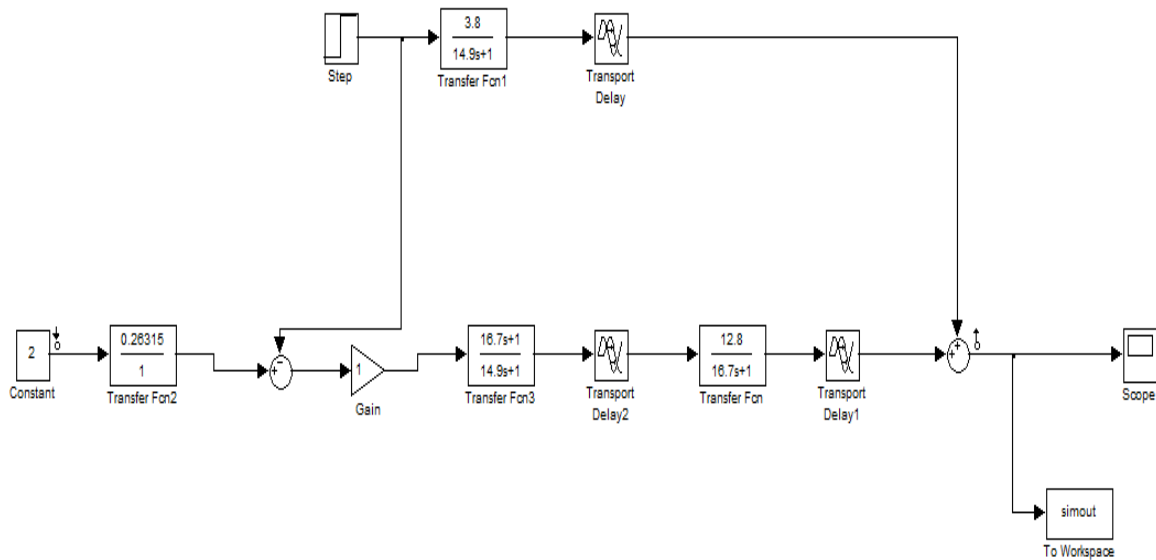 Step
3.8
14.9s+1
Transfer Fcn1
Transport
Delay
2
Constant
0.26315
1
Transfer Fcn2
1
Gain
16.7s+1
14.9s+1
Transfer Fcn3
Transport
Delay2
12.8
16.7s+1
Transfer Fcn
Transport
Delay1
Scope
simout
To Workspace